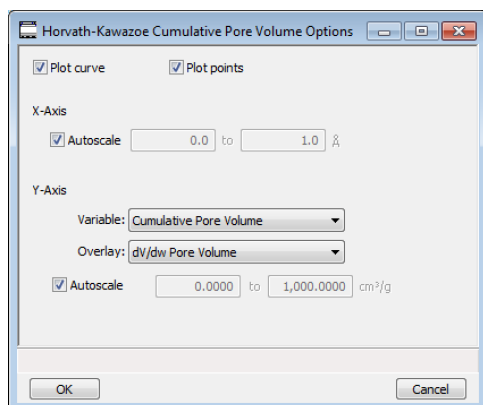 Horvath-Kawazoe Cumulative Pore Volume Options
Plot curve Plot points
X-Axis
Autoscale 0.0 to 1.0 Å
Y-Axis
Variable: Cumulative Pore Volume
Overlay: dV/dw Pore Volume
Autoscale 0.0000 to 1,000.0000 cm³/g
OK Cancel